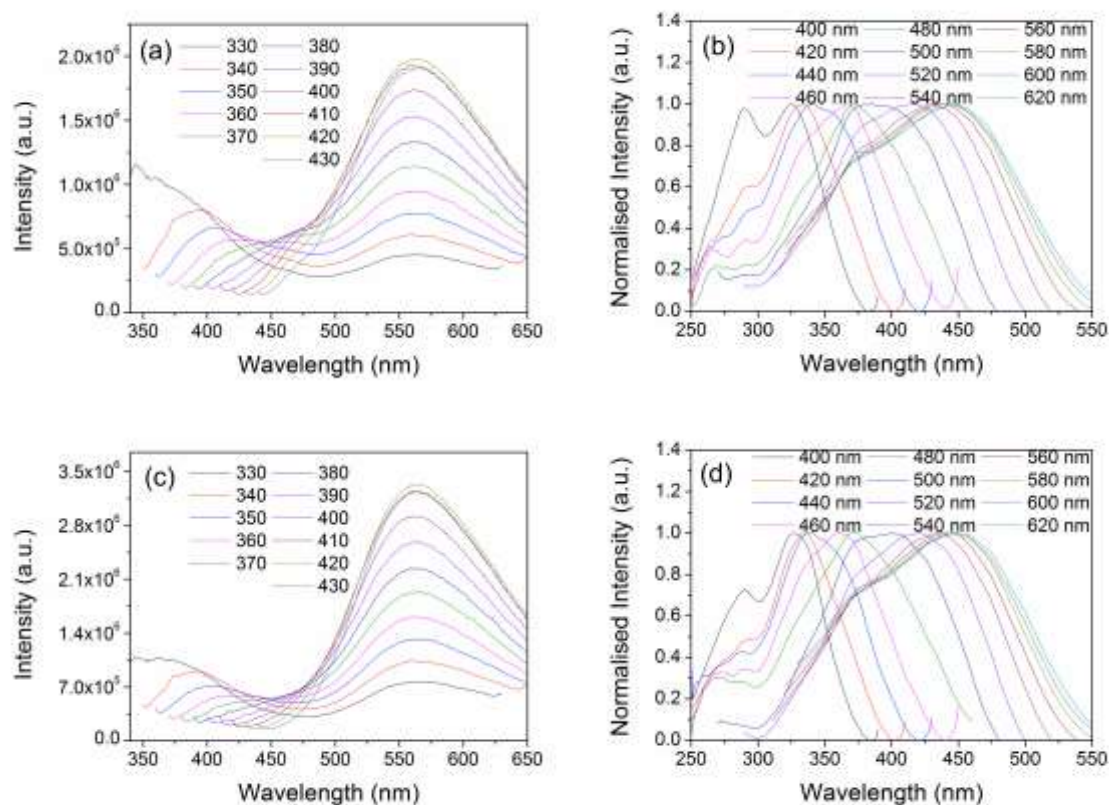 (a)
330 380
340 390
350 400
360 410
370 420
430
2.0x10⁶
1.5x10⁶
1.0x10⁶
5.0x10⁵
0.0
Intensity (a.u.)
350 400 450 500 550 600 650
Wavelength (nm)
(b)
400 nm 480 nm 560 nm
420 nm 500 nm 580 nm
440 nm 520 nm 600 nm
460 nm 540 nm 620 nm
1.4
1.2
1.0
0.8
0.6
0.4
0.2
0.0
Normalised Intensity (a.u.)
250 300 350 400 450 500 550
Wavelength (nm)
(c)
330 380
340 390
350 400
360 410
370 420
430
3.5x10⁶
2.8x10⁶
2.1x10⁶
1.4x10⁶
7.0x10⁵
0.0
Intensity (a.u.)
350 400 450 500 550 600 650
Wavelength (nm)
(d)
400 nm 480 nm 560 nm
420 nm 500 nm 580 nm
440 nm 520 nm 600 nm
460 nm 540 nm 620 nm
1.4
1.2
1.0
0.8
0.6
0.4
0.2
0.0
Normalised Intensity (a.u.)
250 300 350 400 450 500 550
Wavelength (nm)